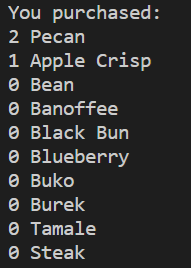 You purchased:
2 Pecan
1 Apple Crisp
0 Bean
0 Banoffee
0 Black Bun
0 Blueberry
0 Buko
0 Burek
0 Tamale
0 Steak